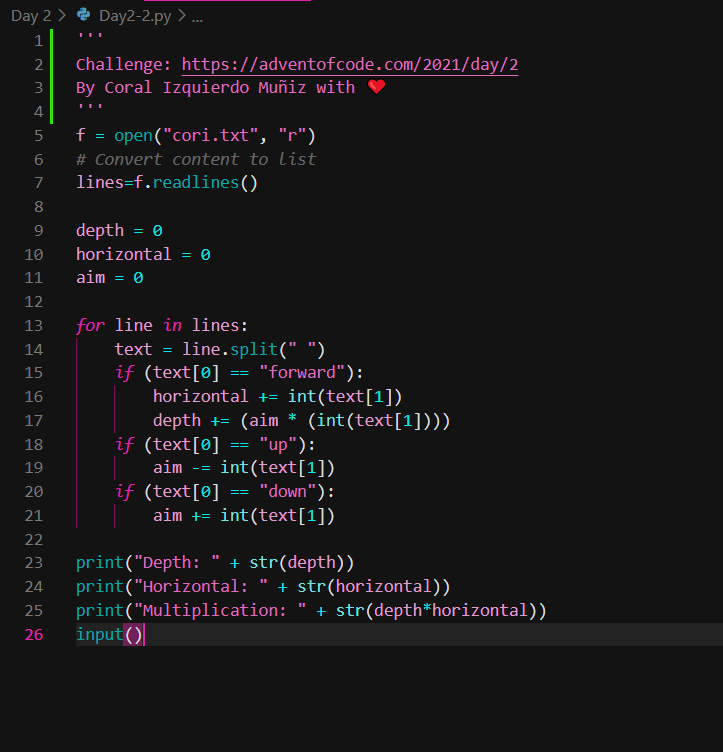 Day 2 > Day2-2.py > ...
1 '''
2 Challenge: https://adventofcode.com/2021/day/2
3 By Coral Izquierdo Muñiz with ❤️
4 '''
5 f = open("cori.txt", "r")
6 # Convert content to list
7 lines=f.readlines()
8
9 depth = 0
10 horizontal = 0
11 aim = 0
12
13 for line in lines:
14     text = line.split(" ")
15     if (text[0] == "forward"):
16         horizontal += int(text[1])
17         depth += (aim * (int(text[1])))
18     if (text[0] == "up"):
19         aim -= int(text[1])
20     if (text[0] == "down"):
21         aim += int(text[1])
22
23 print("Depth: " + str(depth))
24 print("Horizontal: " + str(horizontal))
25 print("Multiplication: " + str(depth*horizontal))
26 input()